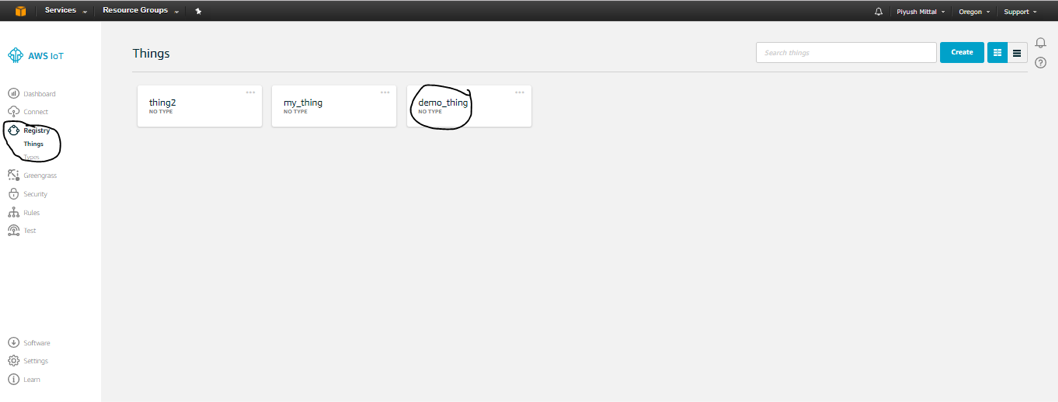 Services
Resource Groups
Piyush Mittal
Oregon
Support
AWS IoT
Dashboard
Connect
Registry
Things
Types
Greengrass
Security
Rules
Test
Software
Settings
Learn
Things
Search things
Create
thing2
NO TYPE
my_thing
NO TYPE
demo_thing
NO TYPE